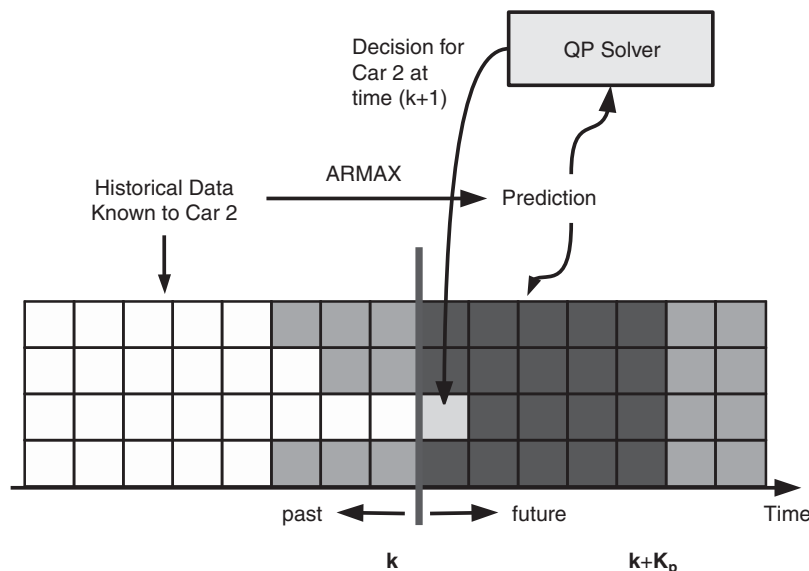 Decision for
Car 2 at
time (k+1)
QP Solver
ARMAX
Historical Data
Known to Car 2
Prediction
past
future
Time
k
k+Kp